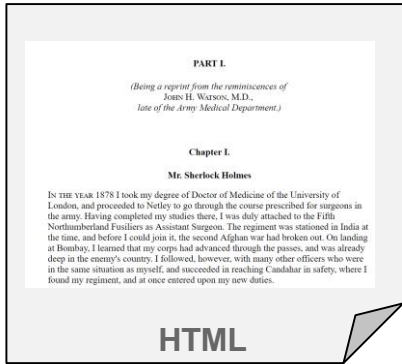 PART I.
(Being a reprint from the reminiscences of
JOHN H. WATSON, M.D.,
late of the Army Medical Department.)
Chapter I.
Mr. Sherlock Holmes
IN THE YEAR 1878 I took my degree of Doctor of Medicine of the University of
London, and proceeded to Netley to go through the course prescribed for surgeons in
the army. Having completed my studies there, I was duly attached to the Fifth
Northumberland Fusiliers as Assistant Surgeon. The regiment was stationed in India at
the time, and before I could join it, the second Afghan war had broken out. On landing
at Bombay, I learned that my corps had advanced through the passes, and was already
deep in the enemy's country. I followed, however, with many other officers who were
in the same situation as myself, and succeeded in reaching Candahar in safety, where I
found my regiment, and at once entered upon my new duties.
HTML